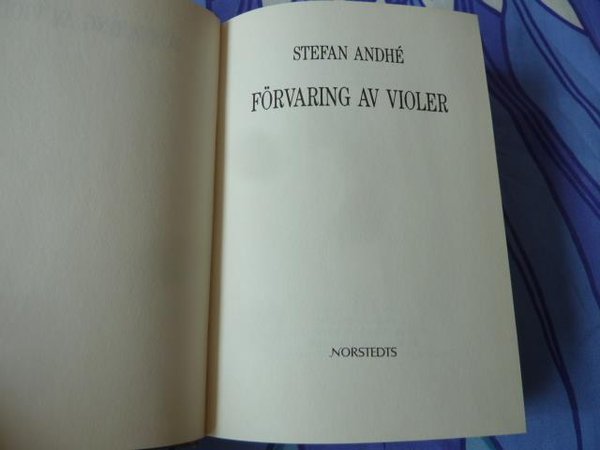 STEFAN ANDHÉ
FÖRVARING AV VIOLER
NORSTEDTS